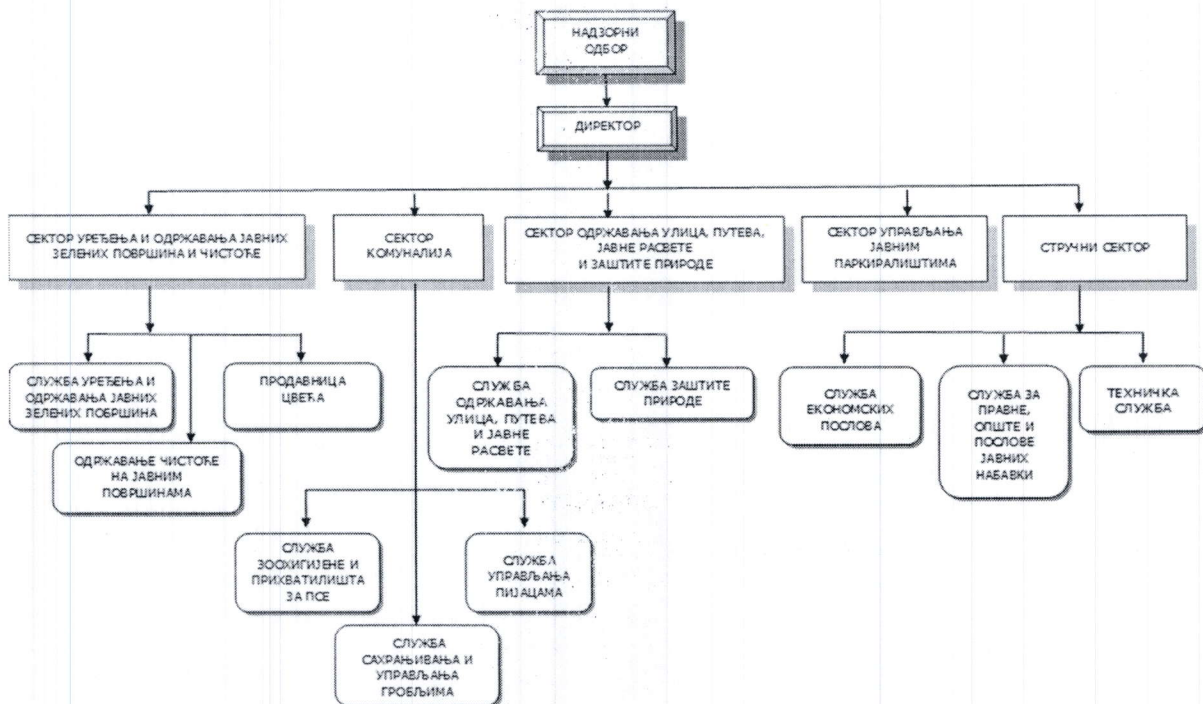 НАДЗОРНИ
ОДБОР
ДИРЕКТОР
СЕКТОР УРЕЂЕЊА И ОДРЖАВАЊА ЈАВНИХ
ЗЕЛЕНИХ ПОВРШИНА И ЧИСТОЋЕ
СЕКТОР
КОМУНАЛИЈА
СЕКТОР ОДРЖАВАЊА УЛИЦА, ПУТЕВА,
ЈАВНЕ РАСВЕТЕ
И ЗАШТИТЕ ПРИРОДЕ
СЕКТОР УПРАВЉАЊА
ЈАВНИМ
ПАРКИРАЛИШТИМА
СТРУЧНИ СЕКТОР
СЛУЖБА УРЕЂЕЊА И
ОДРЖАВАЊА ЈАВНИХ
ЗЕЛЕНИХ ПОВРШИНА
ПРОДАВНИЦА
ЦВЕЋА
ОДРЖАВАЊЕ ЧИСТОЋЕ
НА ЈАВНИМ
ПОВРШИНАМА
СЛУЖБА
ОДРЖАВАЊА
УЛИЦА, ПУТЕВА
И ЈАВНЕ
РАСВЕТЕ
СЛУЖБА ЗАШТИТЕ
ПРИРОДЕ
СЛУЖБА
ЕКОНОМСКИХ
ПОСЛОВА
СЛУЖБА ЗА
ПРАВНЕ,
ОПШТЕ И
ПОСЛОВЕ
ЈАВНИХ
НАБАВКИ
ТЕХНИЧКА
СЛУЖБА
СЛУЖБА
ЗООХИГИЈЕНЕ И
ПРИХВАТИЛИШТА
ЗА ПСЕ
СЛУЖБА
УПРАВЉАЊА
ПИЈАЦАМА
СЛУЖБА
САХРАЊИВАЊА И
УПРАВЉАЊА
ГРОБЉИМА